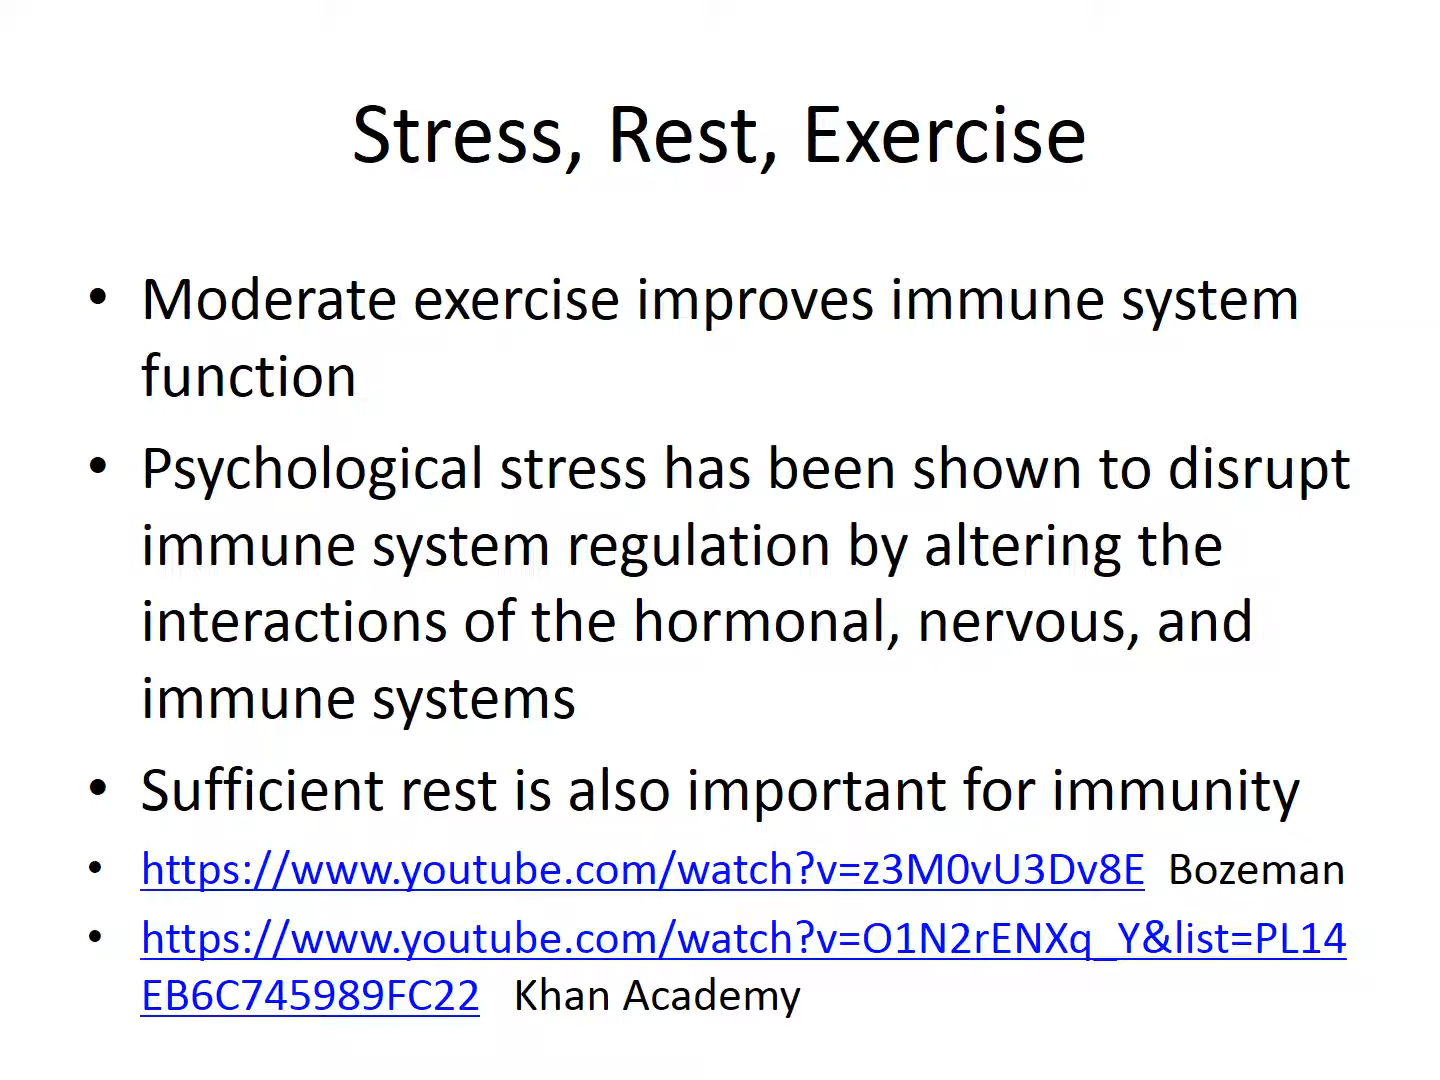 Stress, Rest, Exercise
• Moderate exercise improves immune system
function
• Psychological stress has been shown to disrupt
immune system regulation by altering the
interactions of the hormonal, nervous, and
immune systems
• Sufficient rest is also important for immunity
• https://www.youtube.com/watch?v=z3M0vU3Dv8E Bozeman
• https://www.youtube.com/watch?v=O1N2rENXq_Y&list=PL14
EB6C745989FC22 Khan Academy